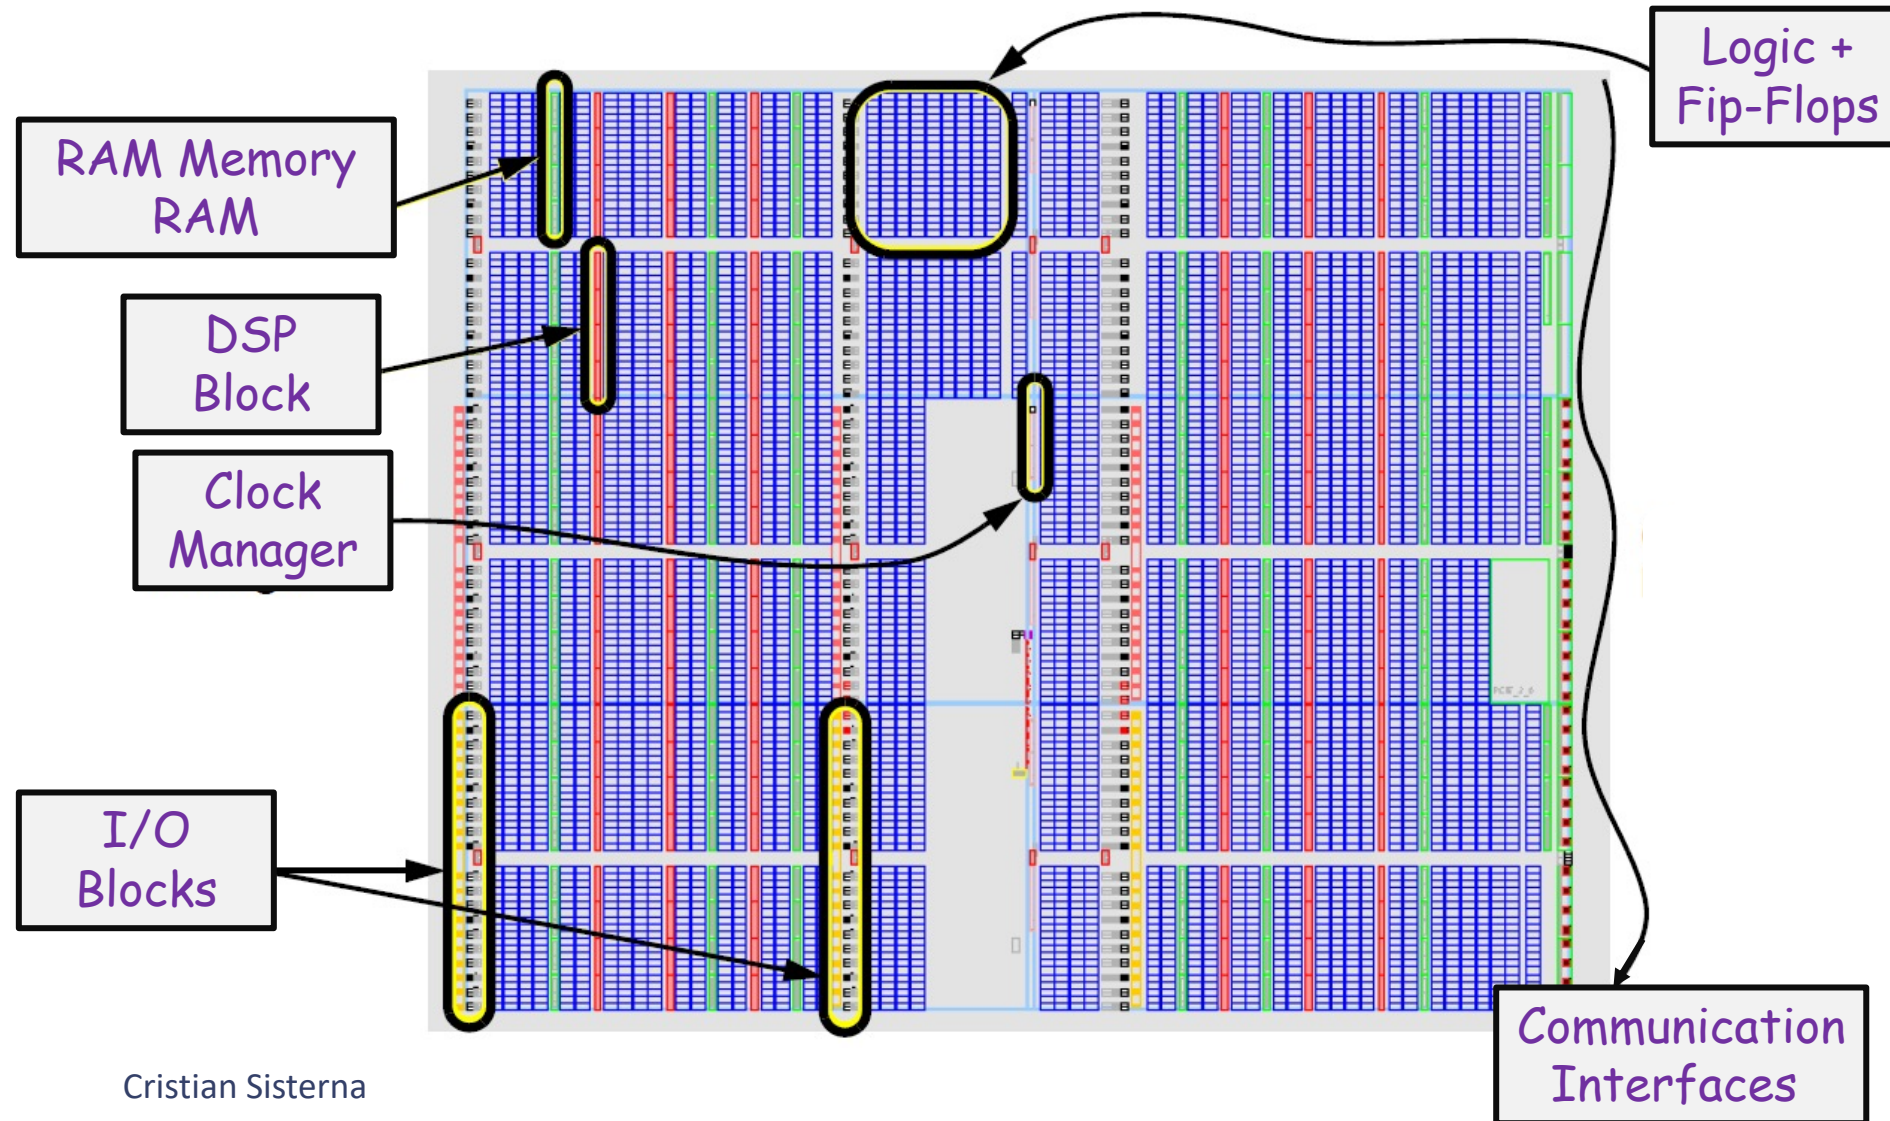 Logic +
Fip-Flops
RAM Memory
RAM
DSP
Block
Clock
Manager
I/O
Blocks
Communication
Interfaces
Cristian Sisterna